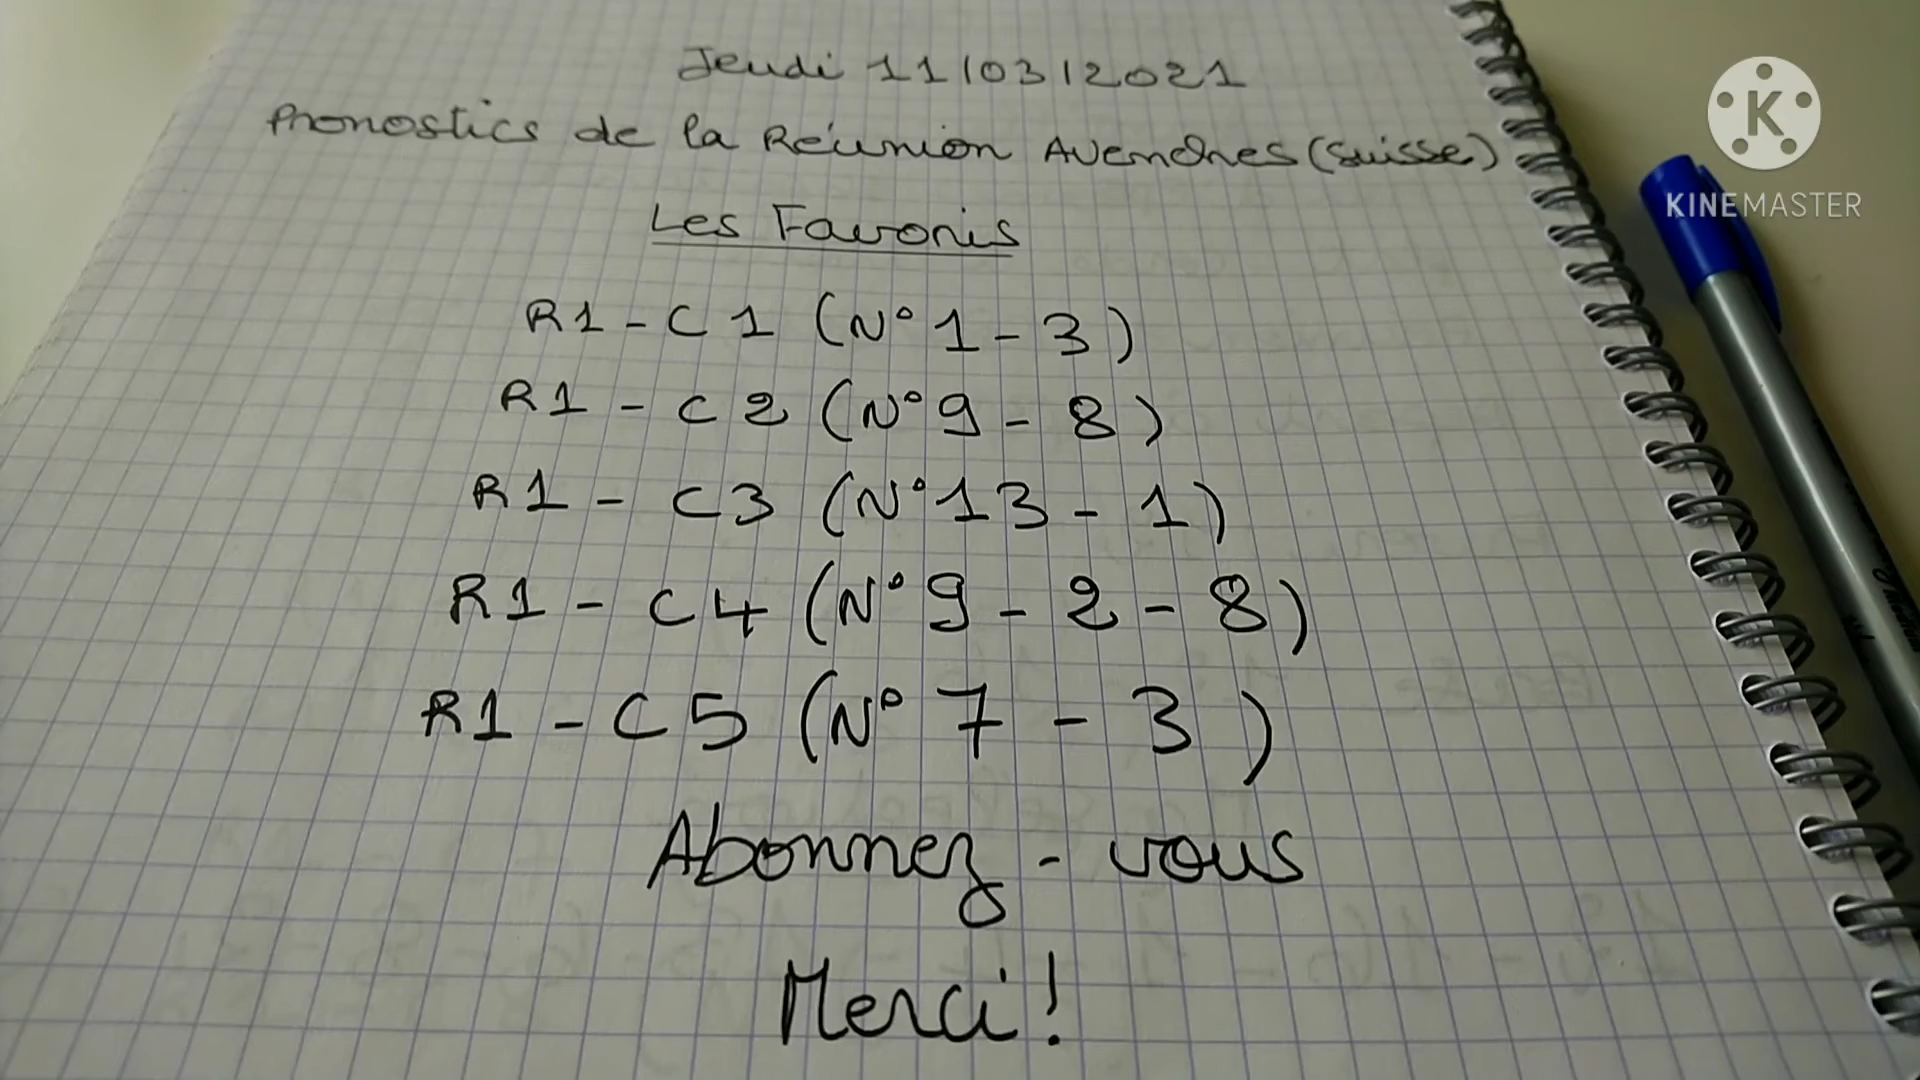 Jeudi 11/03/2021
Pronostics de la Réunion Avenches (Suisse)
Les Favoris
R1 - C1 (N° 1 - 3)
R1 - C2 (N° 9 - 8)
R1 - C3 (N° 13 - 1)
R1 - C4 (N° 9 - 2 - 8)
R1 - C5 (N° 7 - 3)
Abonnez - vous
Merci !
K
KINEMASTER